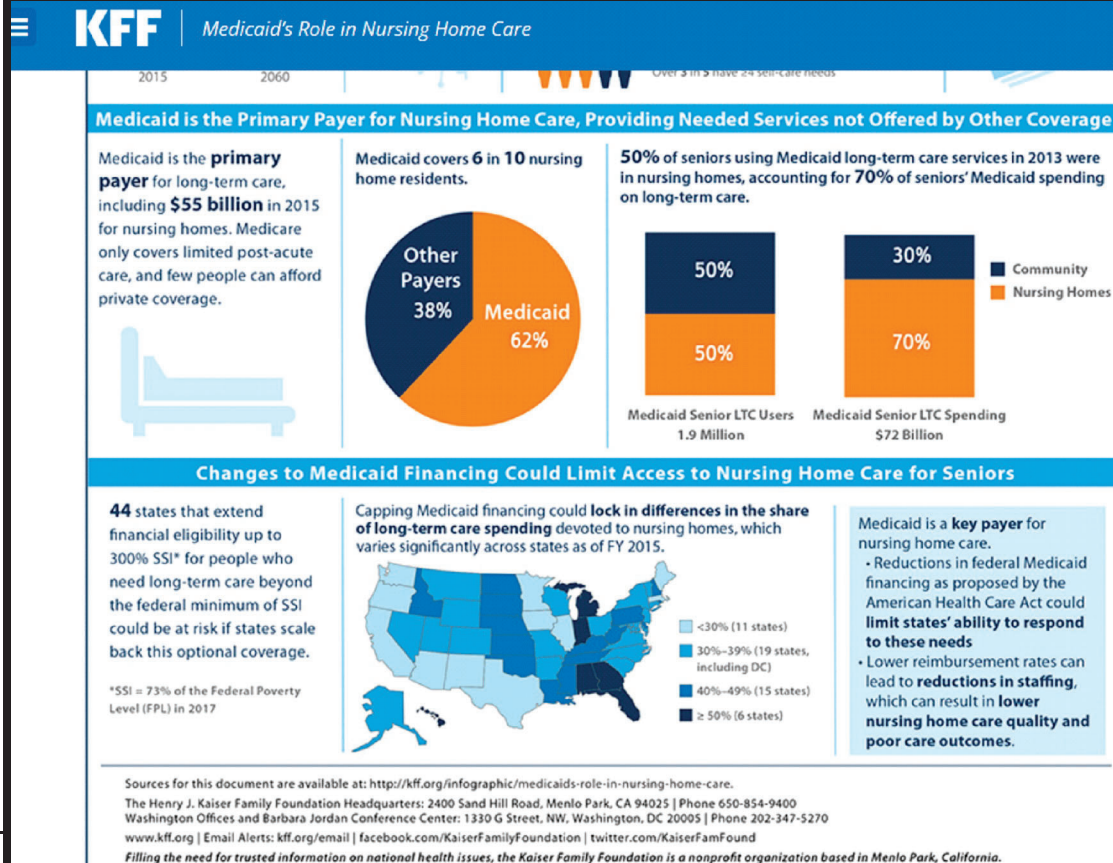 KFF
Medicaid's Role in Nursing Home Care
2015
2060
Over 3 in 5 have ≥4 self-care needs
Medicaid is the Primary Payer for Nursing Home Care, Providing Needed Services not Offered by Other Coverage
Medicaid is the primary
payer for long-term care,
including $55 billion in 2015
for nursing homes. Medicare
only covers limited post-acute
care, and few people can afford
private coverage.
Medicaid covers 6 in 10 nursing
home residents.
Other
Payers
38%
Medicaid
62%
50% of seniors using Medicaid long-term care services in 2013 were
in nursing homes, accounting for 70% of seniors' Medicaid spending
on long-term care.
50%
50%
30%
70%
Community
Nursing Homes
Medicaid Senior LTC Users
1.9 Million
Medicaid Senior LTC Spending
$72 Billion
Changes to Medicaid Financing Could Limit Access to Nursing Home Care for Seniors
44 states that extend
financial eligibility up to
300% SSI* for people who
need long-term care beyond
the federal minimum of SSI
could be at risk if states scale
back this optional coverage.
*SSI = 73% of the Federal Poverty
Level (FPL) in 2017
Capping Medicaid financing could lock in differences in the share
of long-term care spending devoted to nursing homes, which
varies significantly across states as of FY 2015.
<30% (11 states)
30%–39% (19 states,
including DC)
40%–49% (15 states)
≥ 50% (6 states)
Medicaid is a key payer for
nursing home care.
• Reductions in federal Medicaid
financing as proposed by the
American Health Care Act could
limit states' ability to respond
to these needs
• Lower reimbursement rates can
lead to reductions in staffing,
which can result in lower
nursing home care quality and
poor care outcomes.
Sources for this document are available at: http://kff.org/infographic/medicaids-role-in-nursing-home-care.
The Henry J. Kaiser Family Foundation Headquarters: 2400 Sand Hill Road, Menlo Park, CA 94025 | Phone 650-854-9400
Washington Offices and Barbara Jordan Conference Center: 1330 G Street, NW, Washington, DC 20005 | Phone 202-347-5270
www.kff.org | Email Alerts: kff.org/email | facebook.com/KaiserFamilyFoundation | twitter.com/KaiserFamFound
Filling the need for trusted information on national health issues, the Kaiser Family Foundation is a nonprofit organization based in Menlo Park, California.